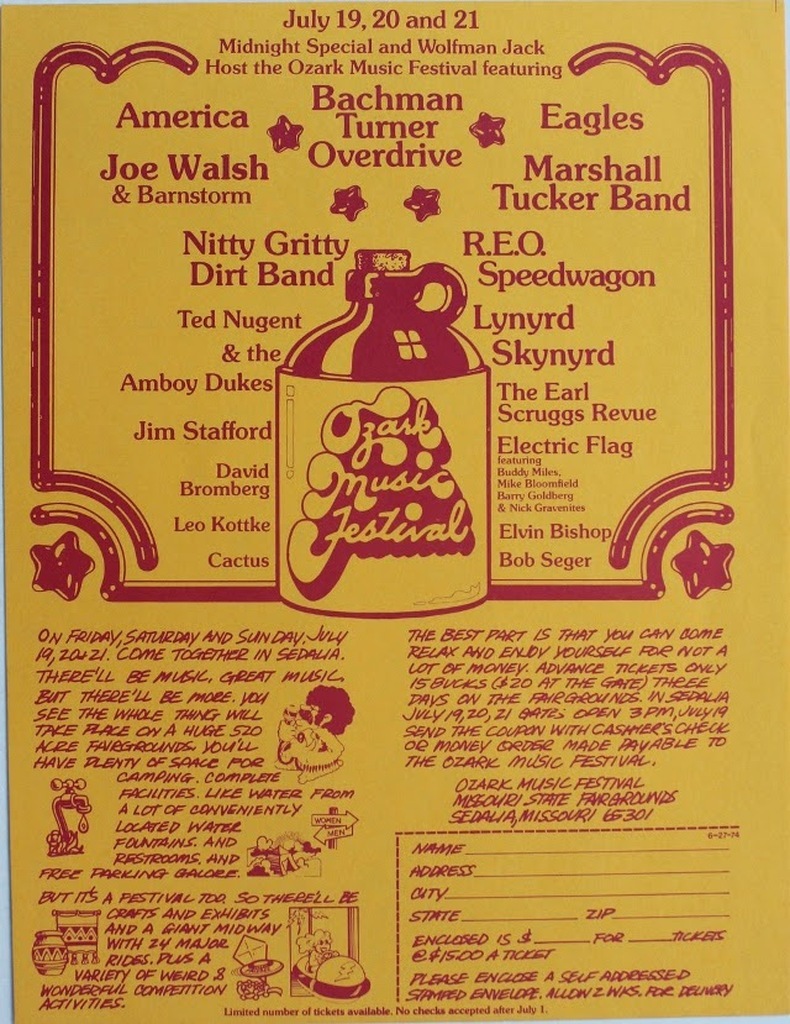 July 19, 20 and 21
Midnight Special and Wolfman Jack
Host the Ozark Music Festival featuring
America
Bachman
Turner
Overdrive
Eagles
Joe Walsh
& Barnstorm
Marshall
Tucker Band
Nitty Gritty
Dirt Band
R.E.O.
Speedwagon
Ted Nugent
& the
Amboy Dukes
Lynyrd
Skynyrd
Jim Stafford
The Earl
Scruggs Revue
David
Bromberg
Electric Flag
featuring
Buddy Miles,
Mike Bloomfield
Barry Goldberg
& Nick Gravenites
Leo Kottke
Elvin Bishop
Cactus
Bob Seger
Ozark
Music
Festival
ON FRIDAY, SATURDAY AND SUNDAY, JULY
19, 20 & 21. COME TOGETHER IN SEDALIA.
THERE'LL BE MUSIC, GREAT MUSIC,
BUT THERE'LL BE MORE. YOU
SEE THE WHOLE THING WILL
TAKE PLACE ON A HUGE 520
ACRE FAIRGROUNDS. YOU'LL
HAVE PLENTY OF SPACE FOR
CAMPING. COMPLETE
FACILITIES. LIKE WATER FROM
A LOT OF CONVENIENTLY
LOCATED WATER
FOUNTAINS. AND
RESTROOMS. AND
FREE PARKING GALORE.
WOMEN
MEN
BUT IT'S A FESTIVAL TOO. SO THERE'LL BE
CRAFTS AND EXHIBITS
AND A GIANT MIDWAY
WITH 24 MAJOR
RIDES. PLUS A
VARIETY OF WEIRD &
WONDERFUL COMPETITION
ACTIVITIES.
THE BEST PART IS THAT YOU CAN COME
RELAX AND ENJOY YOURSELF FOR NOT A
LOT OF MONEY. ADVANCE TICKETS ONLY
15 BUCKS ($20 AT THE GATE) THREE
DAYS ON THE FAIRGROUNDS. IN SEDALIA
JULY 19, 20, 21 GATES OPEN 3 PM, JULY 19
SEND THE COUPON WITH CASHIER'S CHECK
OR MONEY ORDER MADE PAYABLE TO
THE OZARK MUSIC FESTIVAL.
OZARK MUSIC FESTIVAL
MISSOURI STATE FAIRGROUNDS
SEDALIA, MISSOURI 65301
6-27-74
NAME
ADDRESS
CITY
STATE ZIP
ENCLOSED IS $ FOR TICKETS
@ $15.00 A TICKET
PLEASE ENCLOSE A SELF ADDRESSED
STAMPED ENVELOPE. ALLOW 2 WKS. FOR DELIVERY
Limited number of tickets available. No checks accepted after July 1.